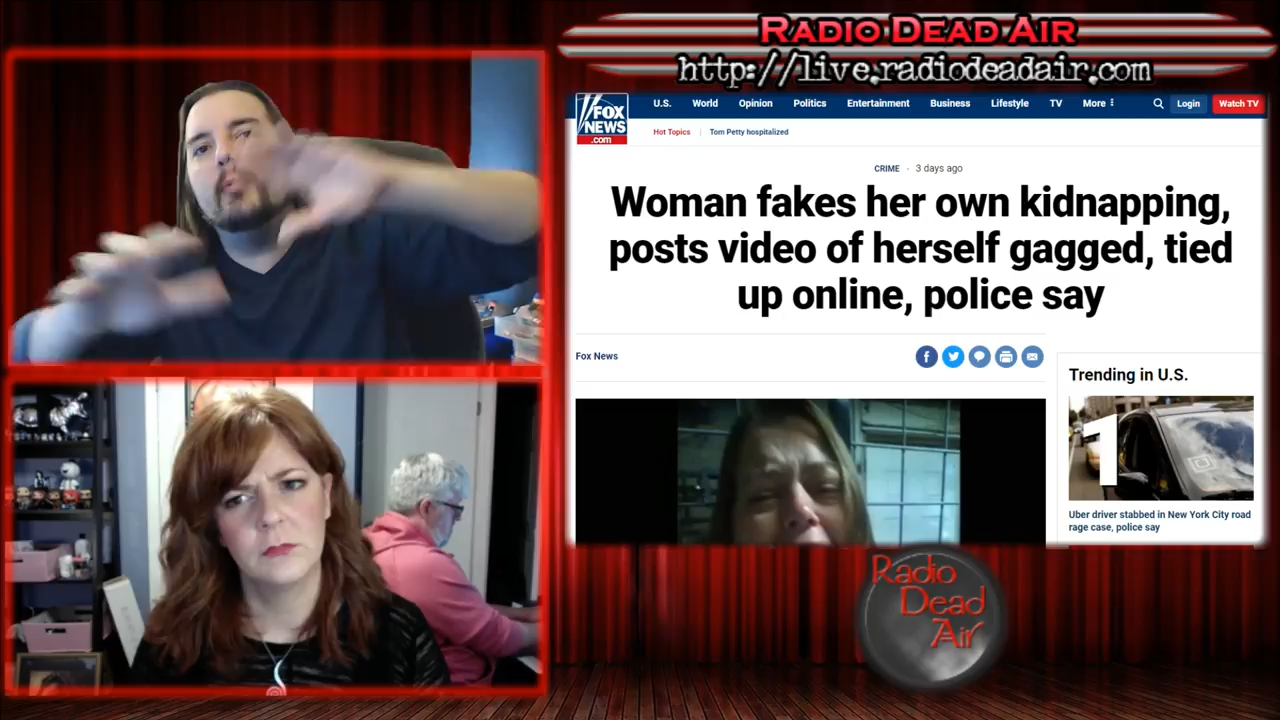 Radio Dead Air
http://live.radiodeadair.com
FOX
NEWS
.com
U.S. World Opinion Politics Entertainment Business Lifestyle TV More Login Watch TV
Hot Topics Tom Petty hospitalized
CRIME · 3 days ago
Woman fakes her own kidnapping,
posts video of herself gagged, tied
up online, police say
Fox News
Trending in U.S.
1
Uber driver stabbed in New York City road
rage case, police say
Radio
Dead
Air